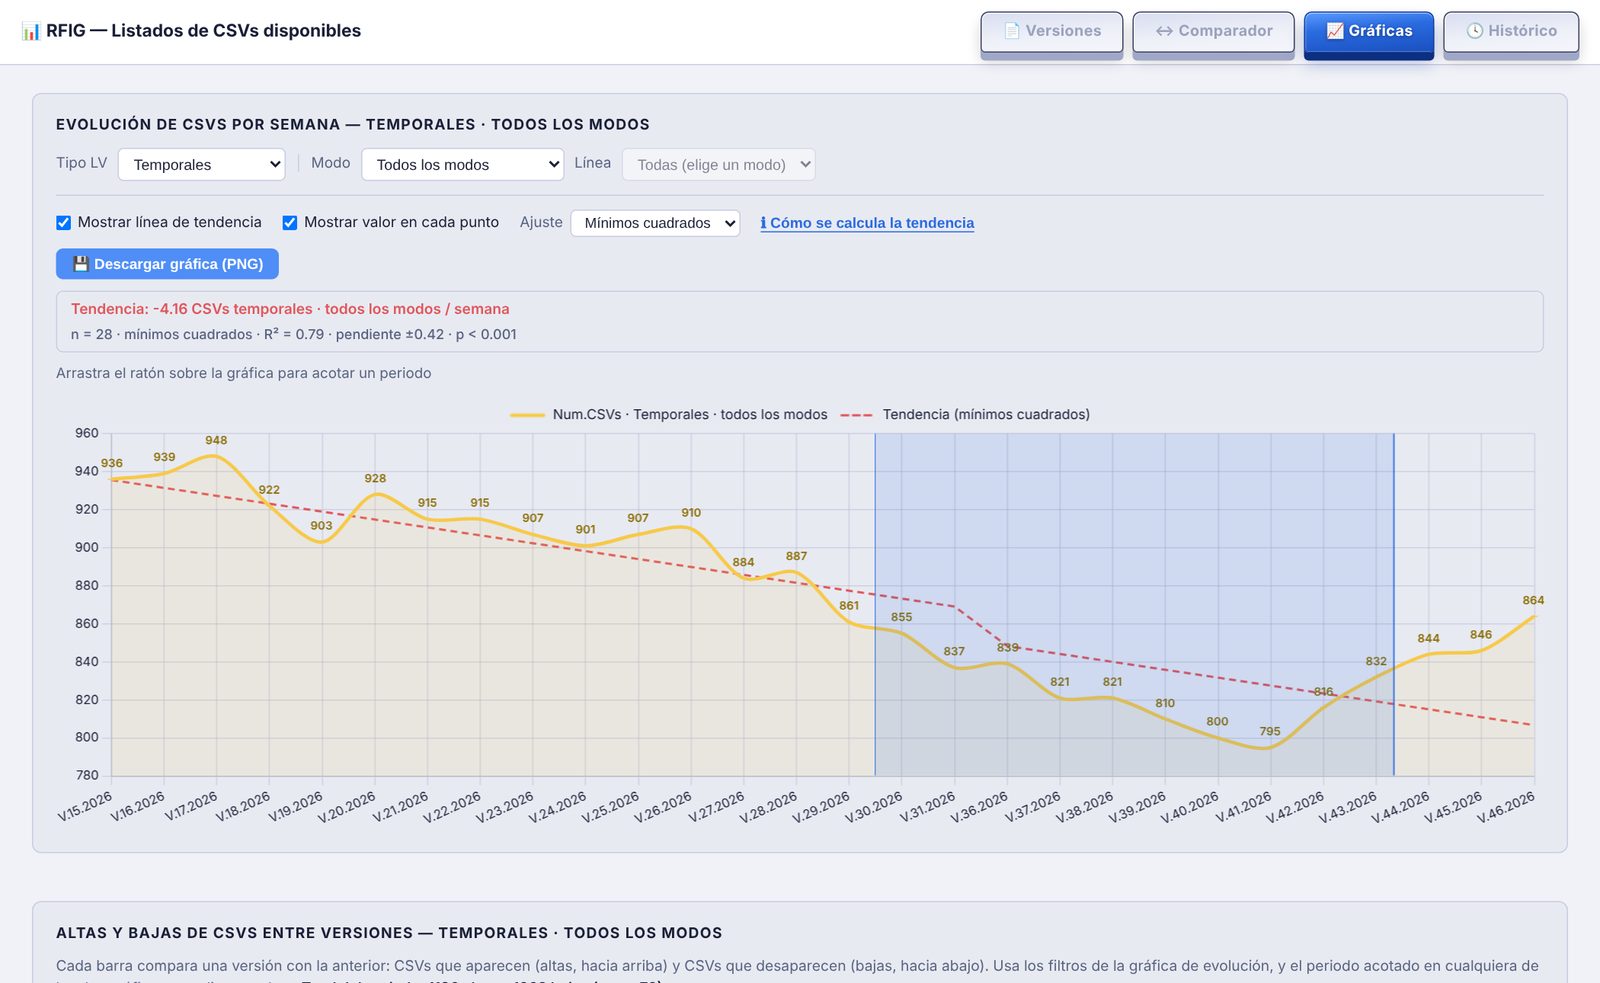 📊 RFIG — Listados de CSVs disponibles
📄 Versiones
↔ Comparador
📈 Gráficas
🕓 Histórico
EVOLUCIÓN DE CSVS POR SEMANA — TEMPORALES · TODOS LOS MODOS
Tipo LV Temporales Modo Todos los modos Línea Todas (elige un modo)
Mostrar línea de tendencia Mostrar valor en cada punto Ajuste Mínimos cuadrados ℹ Cómo se calcula la tendencia
💾 Descargar gráfica (PNG)
Tendencia: -4.16 CSVs temporales · todos los modos / semana
n = 28 · mínimos cuadrados · R² = 0.79 · pendiente ±0.42 · p < 0.001
Arrastra el ratón sobre la gráfica para acotar un periodo
Num.CSVs · Temporales · todos los modos Tendencia (mínimos cuadrados)
960
940
920
900
880
860
840
820
800
780
936 939 948 922 903 928 915 915 907 901 907 910 884 887 861 855 837 839 821 821 810 800 795 816 832 844 846 864
V.15.2026 V.16.2026 V.17.2026 V.18.2026 V.19.2026 V.20.2026 V.21.2026 V.22.2026 V.23.2026 V.24.2026 V.25.2026 V.26.2026 V.27.2026 V.28.2026 V.29.2026 V.30.2026 V.31.2026 V.36.2026 V.37.2026 V.38.2026 V.39.2026 V.40.2026 V.41.2026 V.42.2026 V.43.2026 V.44.2026 V.45.2026 V.46.2026
ALTAS Y BAJAS DE CSVS ENTRE VERSIONES — TEMPORALES · TODOS LOS MODOS
Cada barra compara una versión con la anterior: CSVs que aparecen (altas, hacia arriba) y CSVs que desaparecen (bajas, hacia abajo). Usa los filtros de la gráfica de evolución, y el periodo acotado en cualquiera de